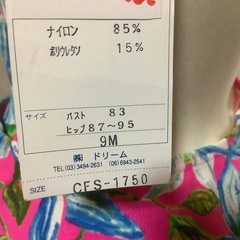 ナイロン 85%
ポリウレタン 15%
サイズ バスト 83
ヒップ 87〜95
9M
(株) ドリーム
TEL(03) 3494-2631 (06) 6943-2541
SIZE CFS-1750